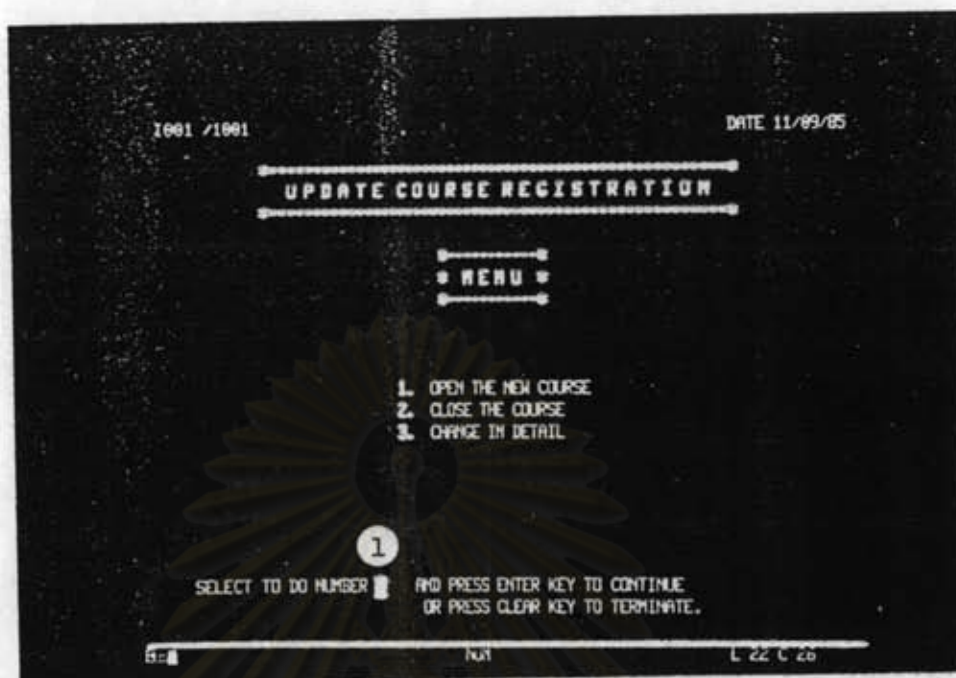 I001 /1001 DATE 11/09/85
UPDATE COURSE REGISTRATION
* MENU *
1. OPEN THE NEW COURSE
2. CLOSE THE COURSE
3. CHANGE IN DETAIL
1
SELECT TO DO NUMBER AND PRESS ENTER KEY TO CONTINUE
OR PRESS CLEAR KEY TO TERMINATE.
NUM L 22 C 26